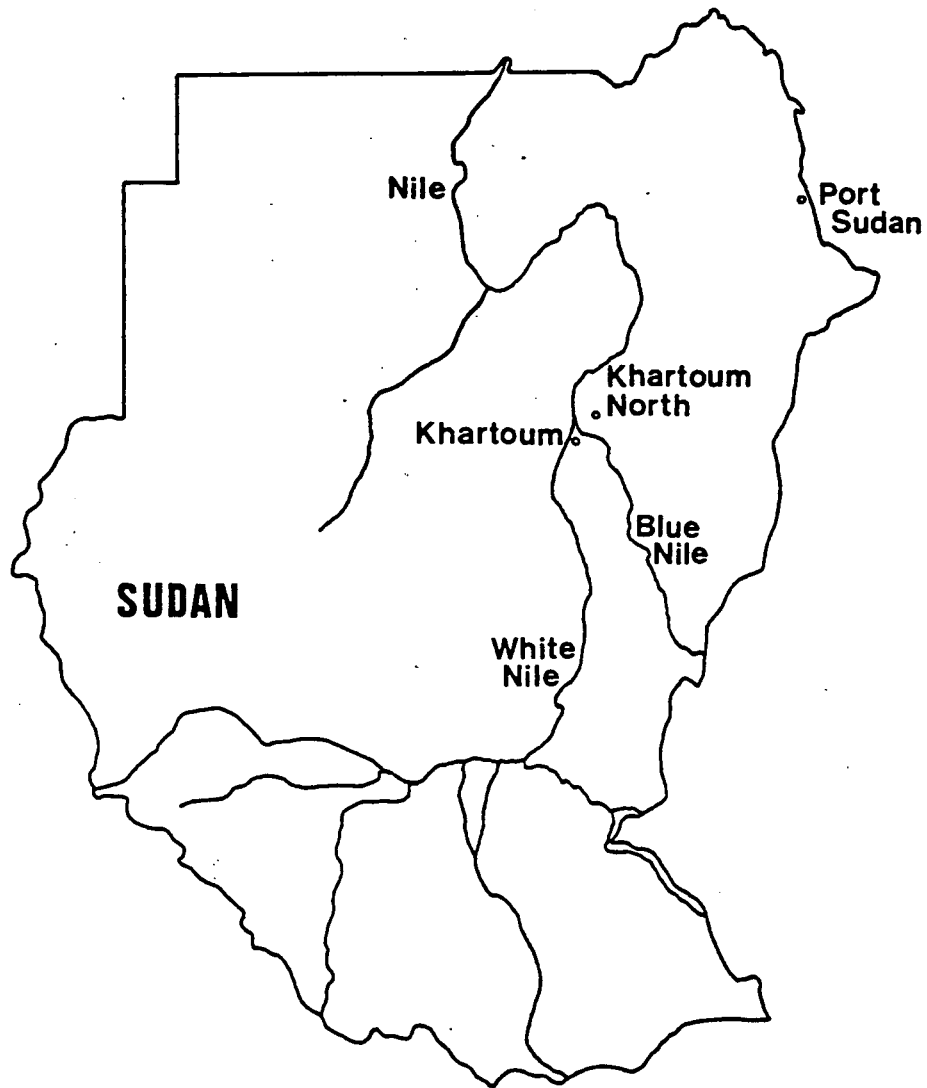 Nile
Port
Sudan
Khartoum
North
Khartoum
Blue
Nile
SUDAN
White
Nile